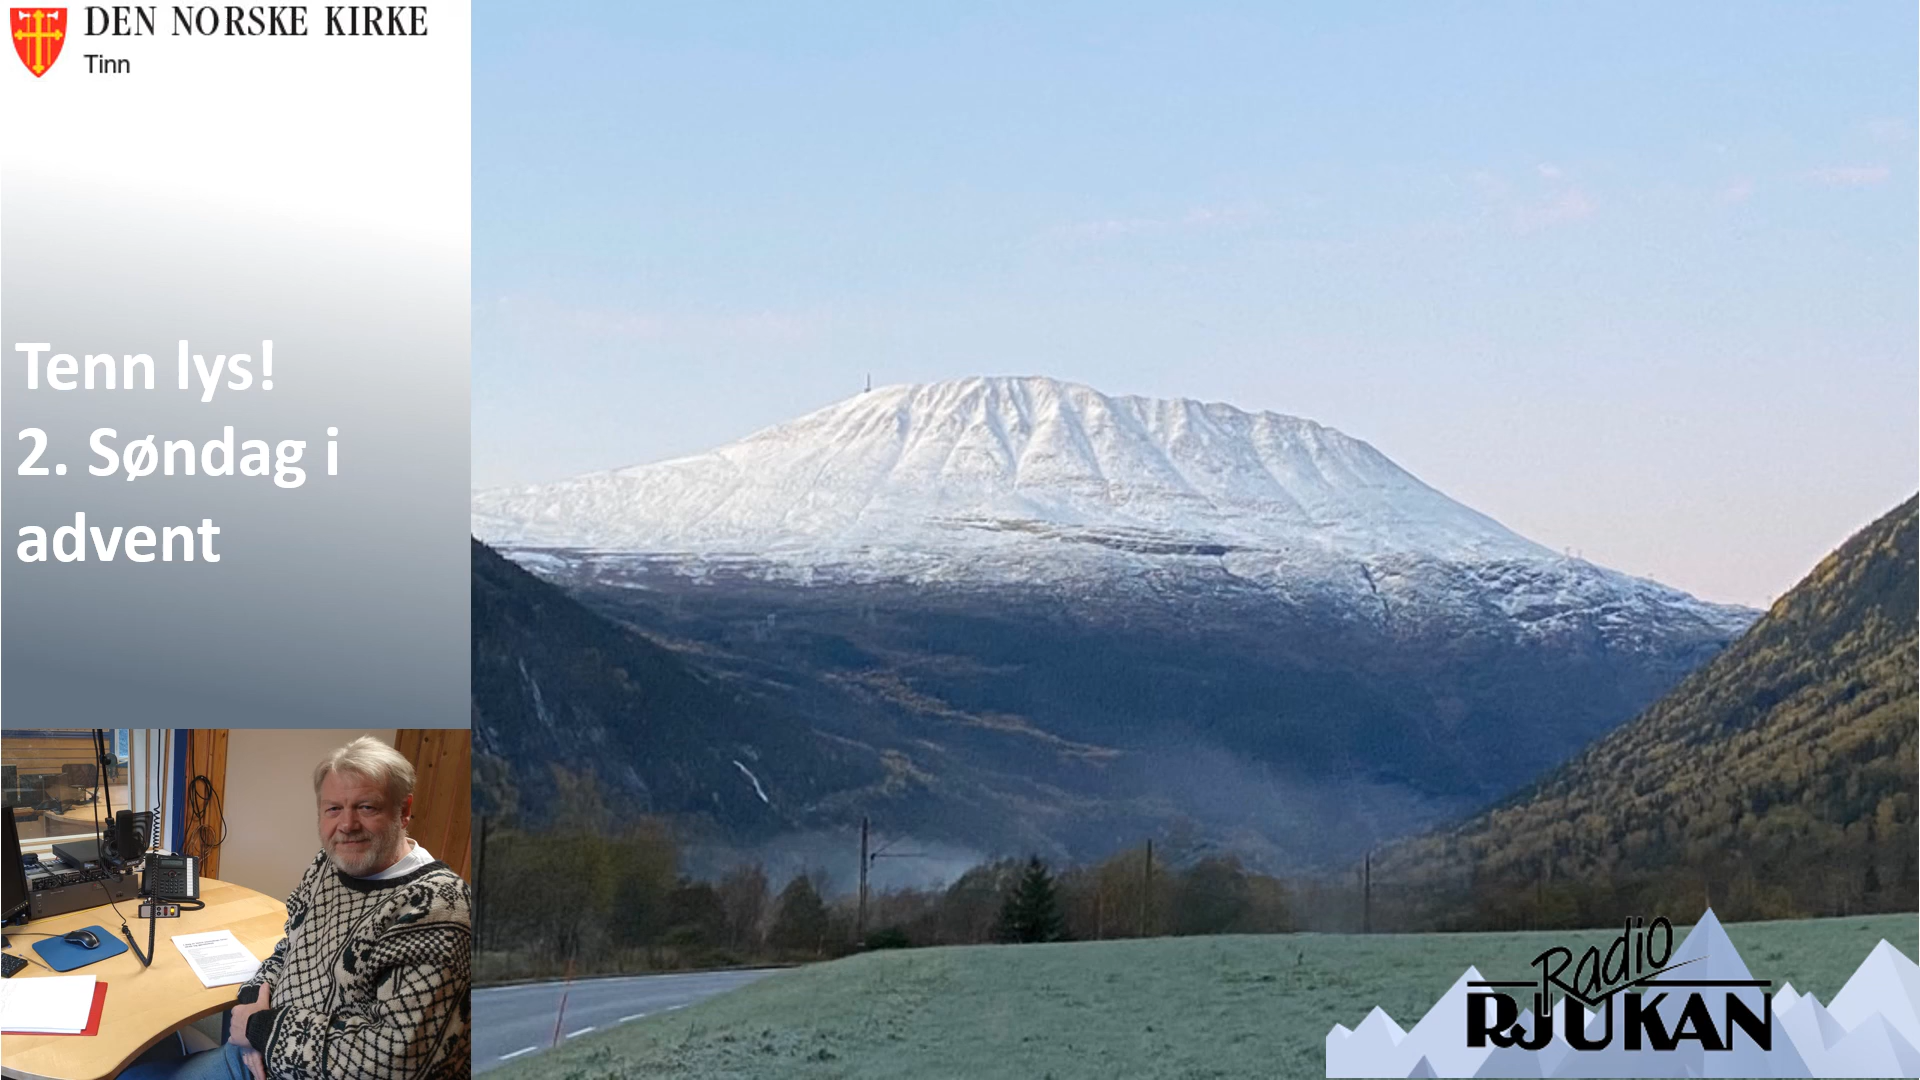 DEN NORSKE KIRKE
Tinn
Tenn lys!
2. Søndag i
advent
Radio
RJUKAN